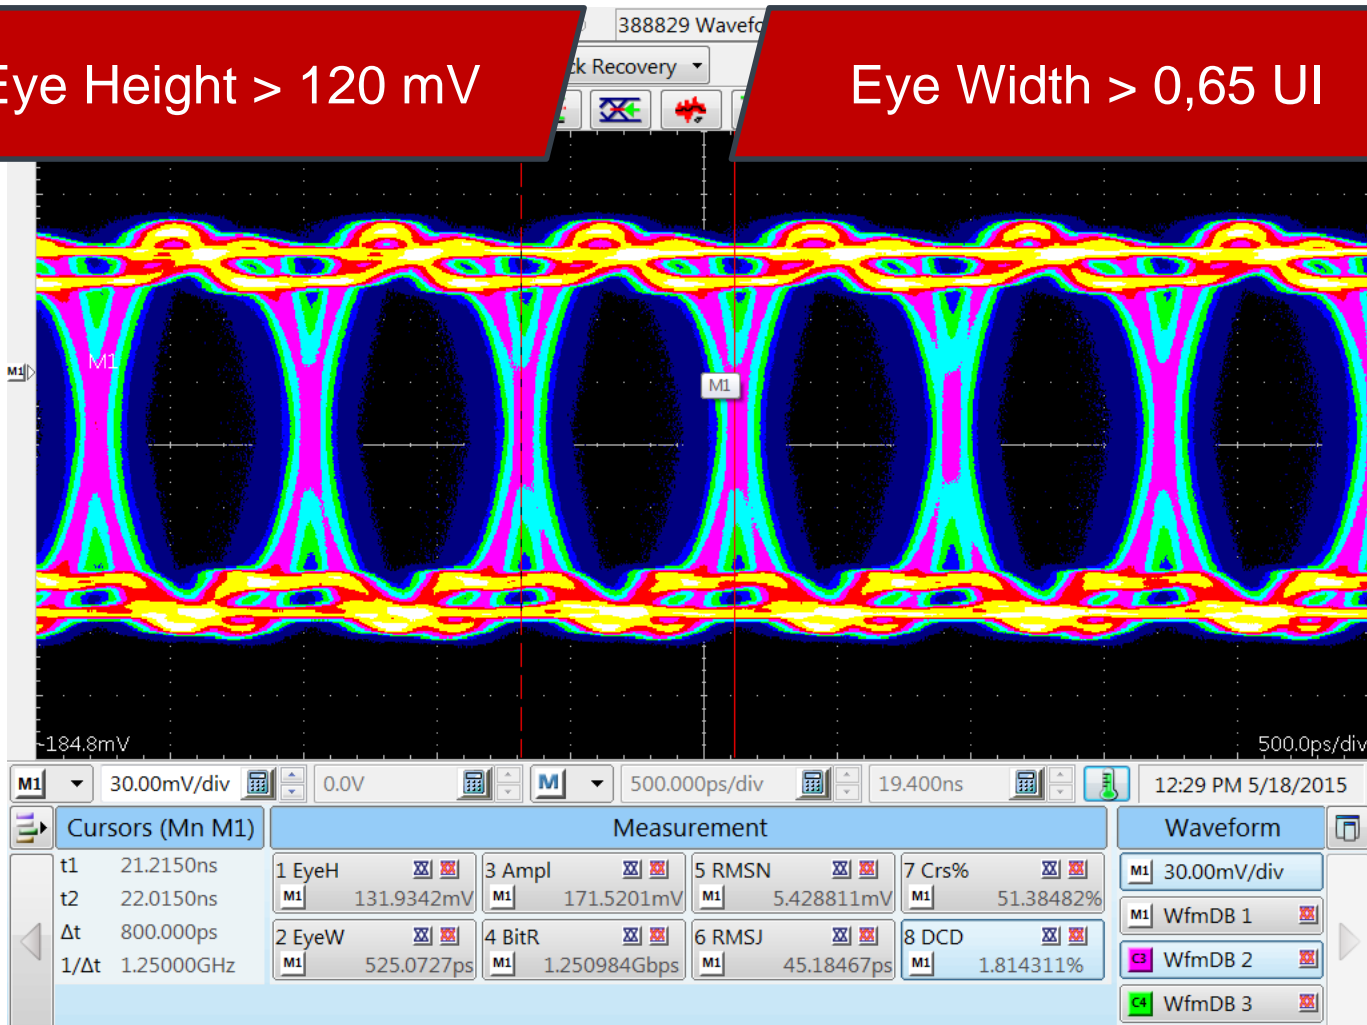 388829 Wavefo
Eye Height > 120 mV
ck Recovery
Eye Width > 0,65 UI
M1
M1
M1
-184.8mV
500.0ps/div
M1 30.00mV/div 0.0V M 500.000ps/div 19.400ns 12:29 PM 5/18/2015
Cursors (Mn M1) Measurement Waveform
t1 21.2150ns
t2 22.0150ns
Δt 800.000ps
1/Δt 1.25000GHz
1 EyeH
M1 131.9342mV
3 Ampl
M1 171.5201mV
5 RMSN
M1 5.428811mV
7 Crs%
M1 51.38482%
2 EyeW
M1 525.0727ps
4 BitR
M1 1.250984Gbps
6 RMSJ
M1 45.18467ps
8 DCD
M1 1.814311%
M1 30.00mV/div
M1 WfmDB 1
C3 WfmDB 2
C4 WfmDB 3